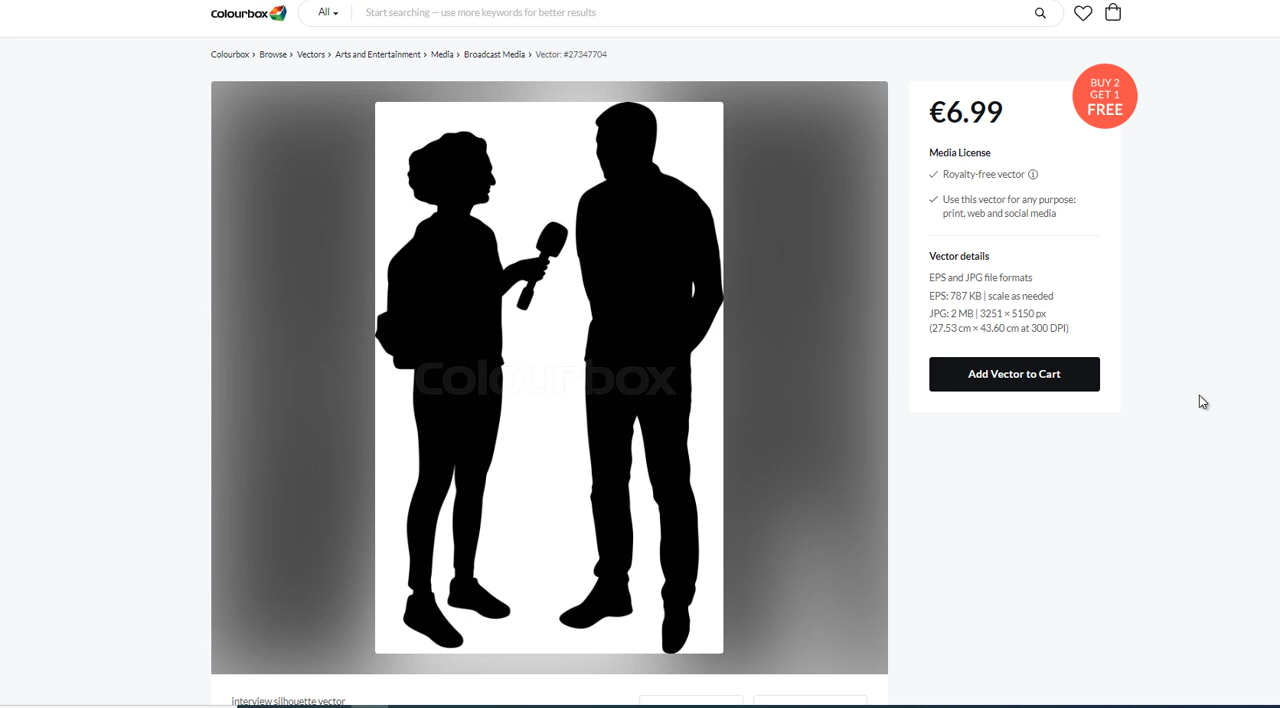 colourbox
All
Start searching — use more keywords for better results
Colourbox › Browse › Vectors › Arts and Entertainment › Media › Broadcast Media › Vector: #27347704
BUY 2
GET 1
FREE
€6.99
Media License
Royalty-free vector
Use this vector for any purpose:
print, web and social media
Vector details
EPS and JPG file formats
EPS: 787 KB | scale as needed
JPG: 2 MB | 3251 × 5150 px
(27.53 cm × 43.60 cm at 300 DPI)
Colourbox
Add Vector to Cart
interview silhouette vector